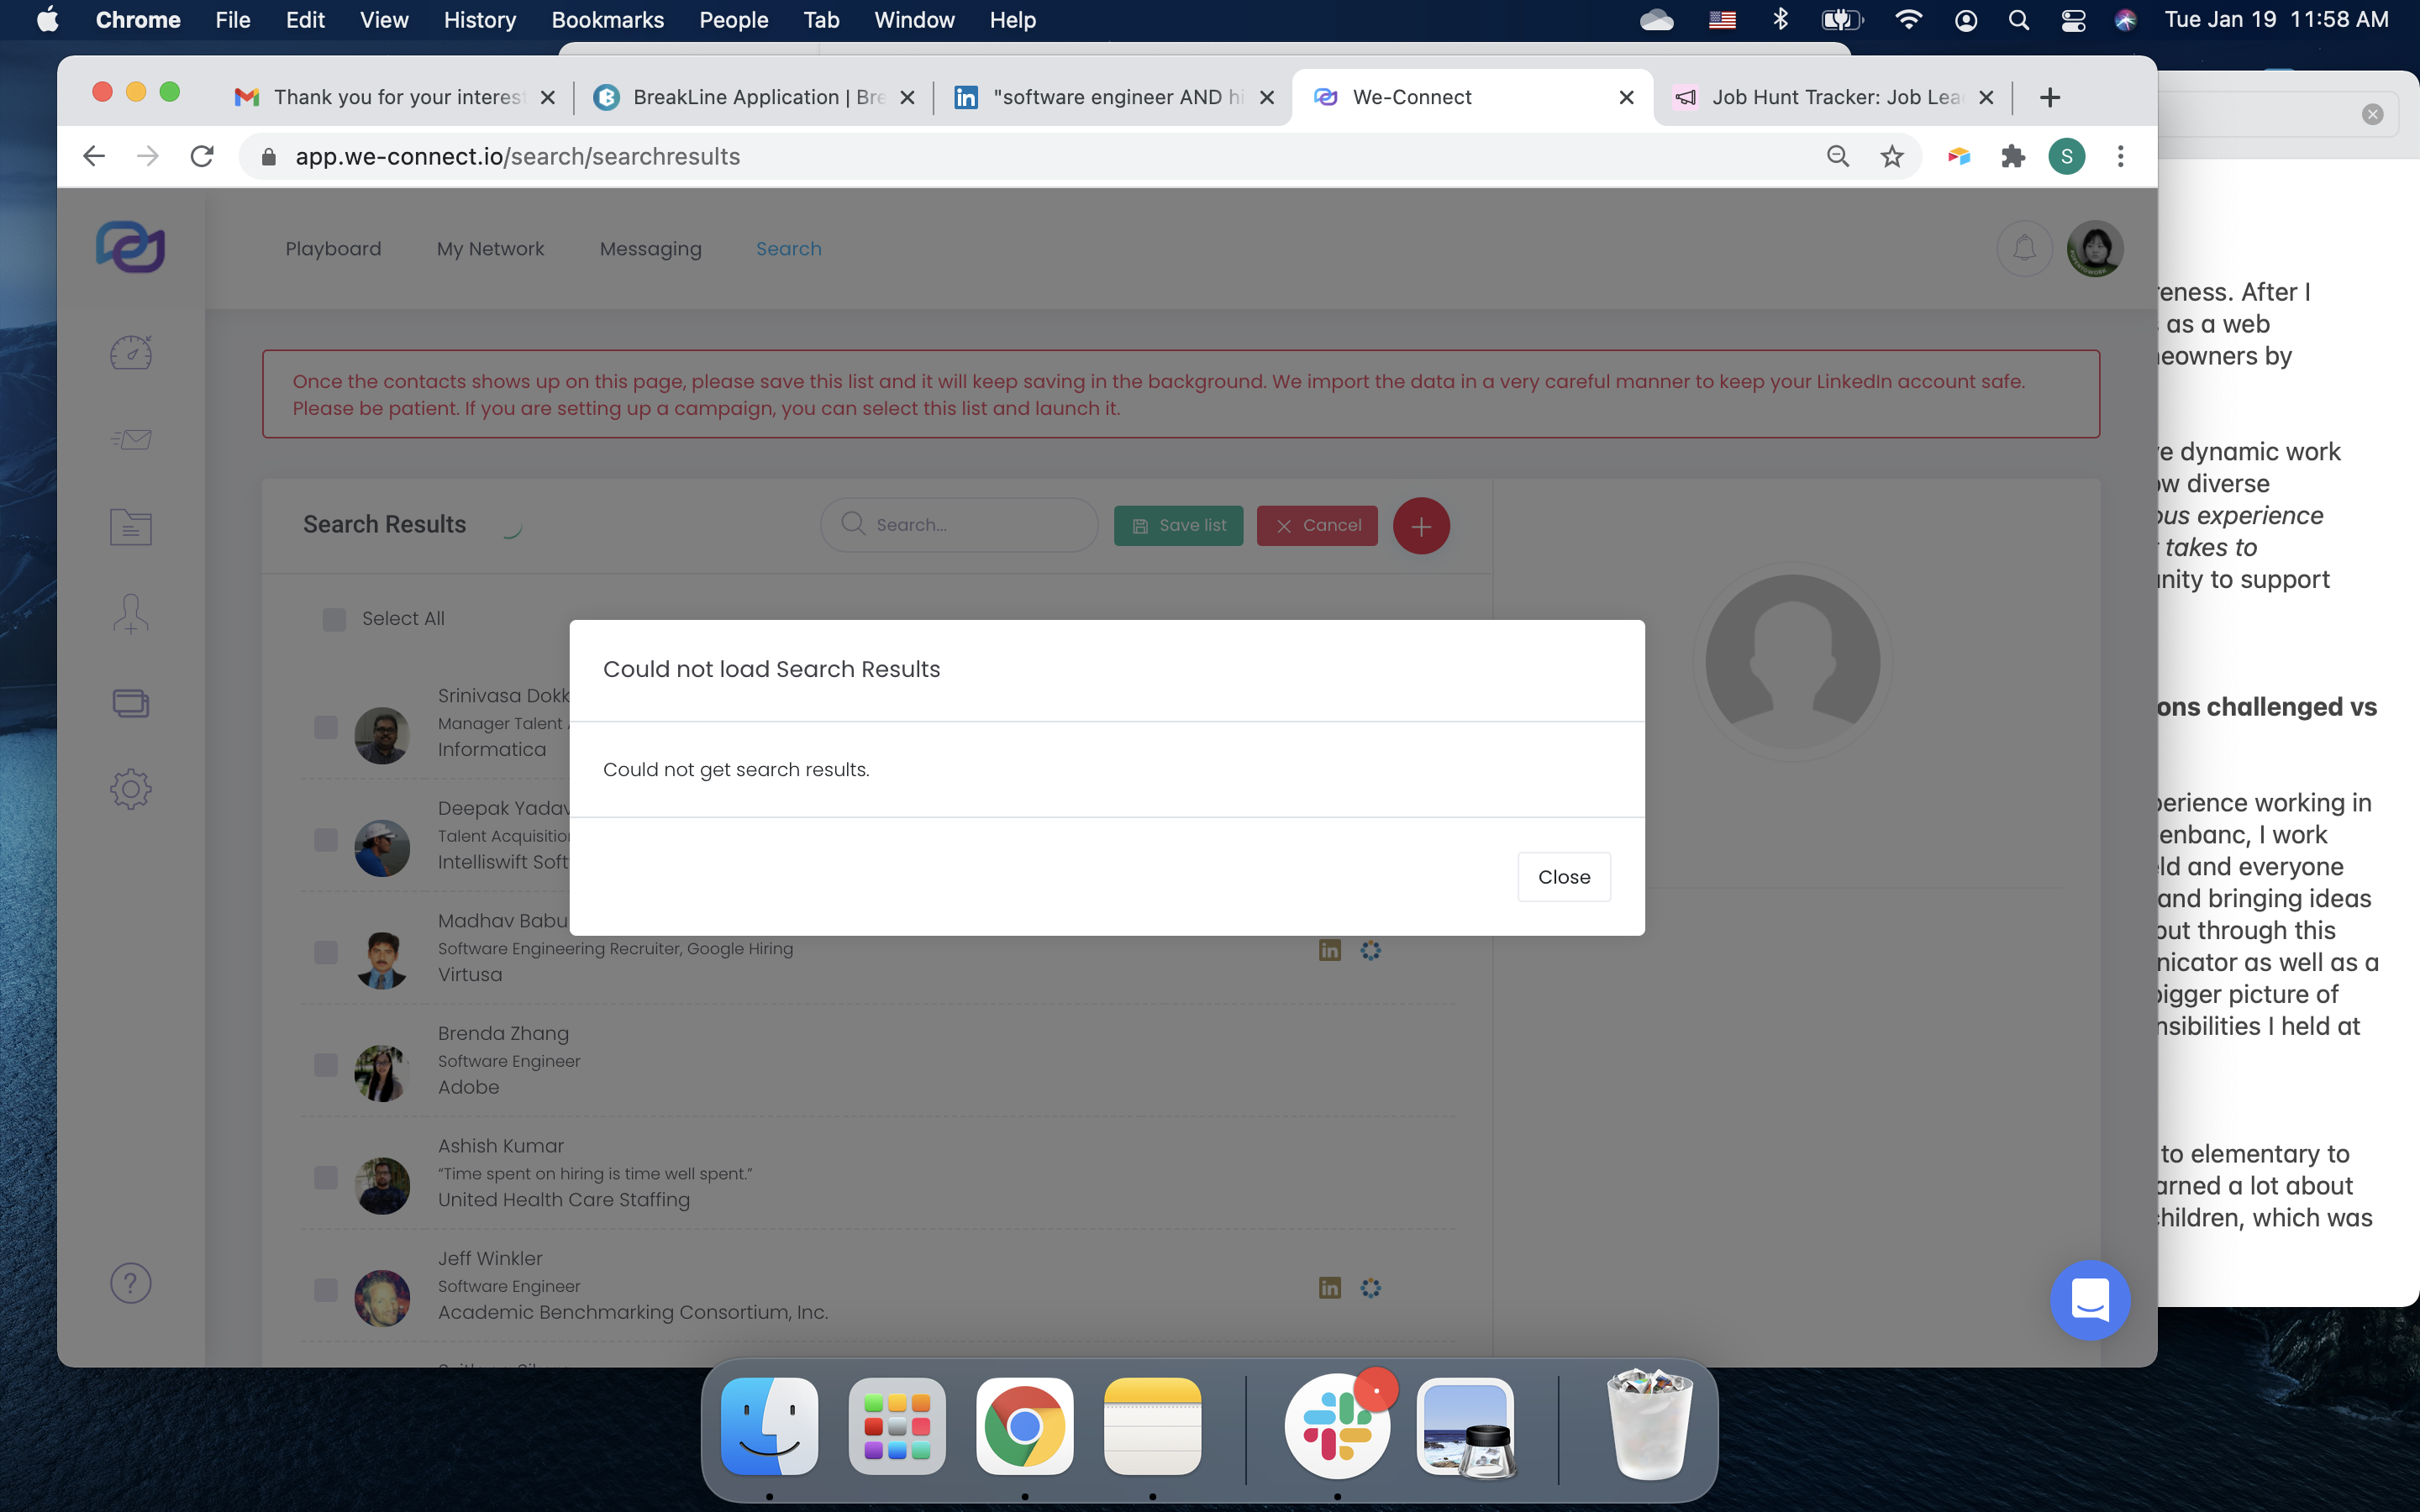 Chrome File Edit View History Bookmarks People Tab Window Help Tue Jan 19 11:58 AM
Thank you for your interest BreakLine Application | Bre "software engineer AND hi We-Connect Job Hunt Tracker: Job Lea
app.we-connect.io/search/searchresults S
Playboard My Network Messaging Search
Once the contacts shows up on this page, please save this list and it will keep saving in the background. We import the data in a very careful manner to keep your LinkedIn account safe.
Please be patient. If you are setting up a campaign, you can select this list and launch it.
Search Results Search... Save list Cancel
Select All
Could not load Search Results
Could not get search results.
Close
Srinivasa Dokk
Manager Talent
Informatica
Deepak Yadav
Talent Acquisition
Intelliswift Soft
Madhav Babu
Software Engineering Recruiter, Google Hiring
Virtusa
Brenda Zhang
Software Engineer
Adobe
Ashish Kumar
“Time spent on hiring is time well spent.”
United Health Care Staffing
Jeff Winkler
Software Engineer
Academic Benchmarking Consortium, Inc.
reness. After I
as a web
neowners by
e dynamic work
ow diverse
ous experience
takes to
unity to support
ons challenged vs
perience working in
enbanc, I work
ld and everyone
and bringing ideas
but through this
nicator as well as a
bigger picture of
nsibilities I held at
to elementary to
arned a lot about
children, which was